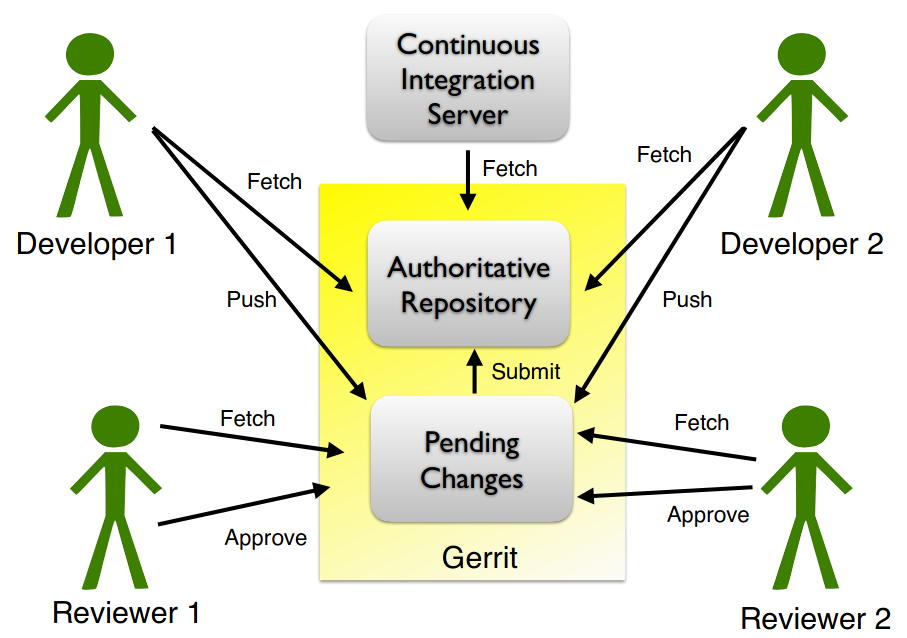 Continuous
Integration
Server
Fetch
Fetch
Fetch
Developer 1
Developer 2
Authoritative
Repository
Push
Push
Submit
Fetch
Fetch
Pending
Changes
Approve
Approve
Gerrit
Reviewer 1
Reviewer 2